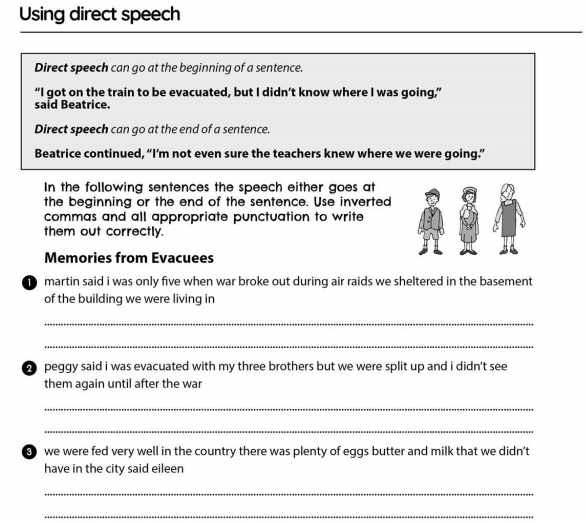 Using direct speech
Direct speech can go at the beginning of a sentence.
“I got on the train to be evacuated, but I didn’t know where I was going,”
said Beatrice.
Direct speech can go at the end of a sentence.
Beatrice continued, “I’m not even sure the teachers knew where we were going.”
In the following sentences the speech either goes at
the beginning or the end of the sentence. Use inverted
commas and all appropriate punctuation to write
them out correctly.
Memories from Evacuees
1 martin said i was only five when war broke out during air raids we sheltered in the basement
of the building we were living in
2 peggy said i was evacuated with my three brothers but we were split up and i didn’t see
them again until after the war
3 we were fed very well in the country there was plenty of eggs butter and milk that we didn’t
have in the city said eileen